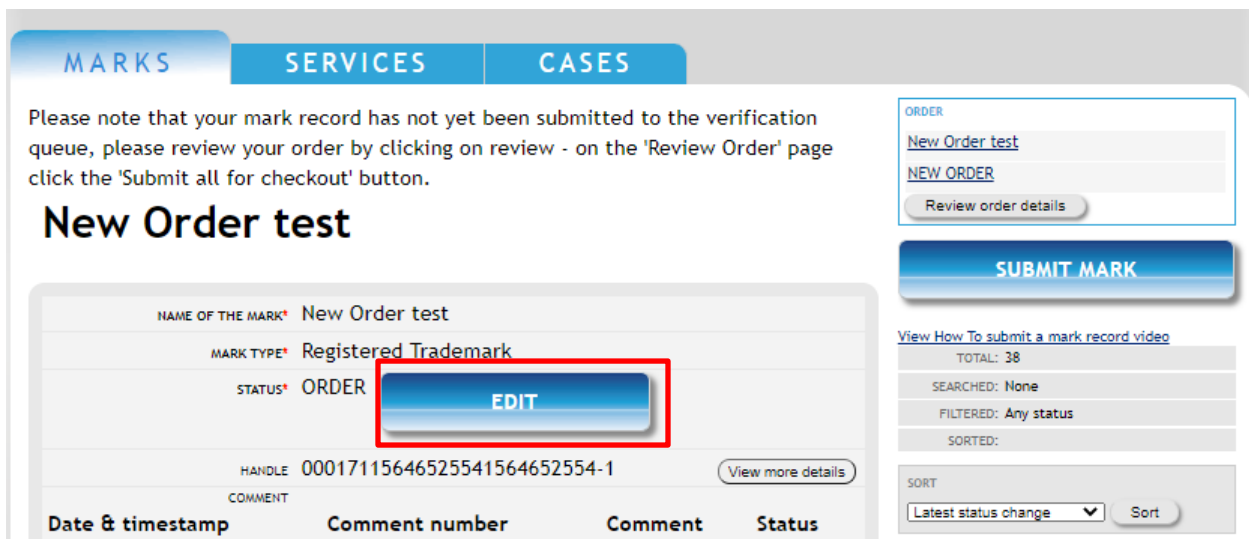 MARKS SERVICES CASES
Please note that your mark record has not yet been submitted to the verification
queue, please review your order by clicking on review - on the 'Review Order' page
click the 'Submit all for checkout' button.
New Order test
NAME OF THE MARK* New Order test
MARK TYPE* Registered Trademark
STATUS* ORDER EDIT
HANDLE 00017115646525541564652554-1 View more details
COMMENT
Date & timestamp Comment number Comment Status
ORDER
New Order test
NEW ORDER
Review order details
SUBMIT MARK
View How To submit a mark record video
TOTAL: 38
SEARCHED: None
FILTERED: Any status
SORTED:
SORT
Latest status change Sort